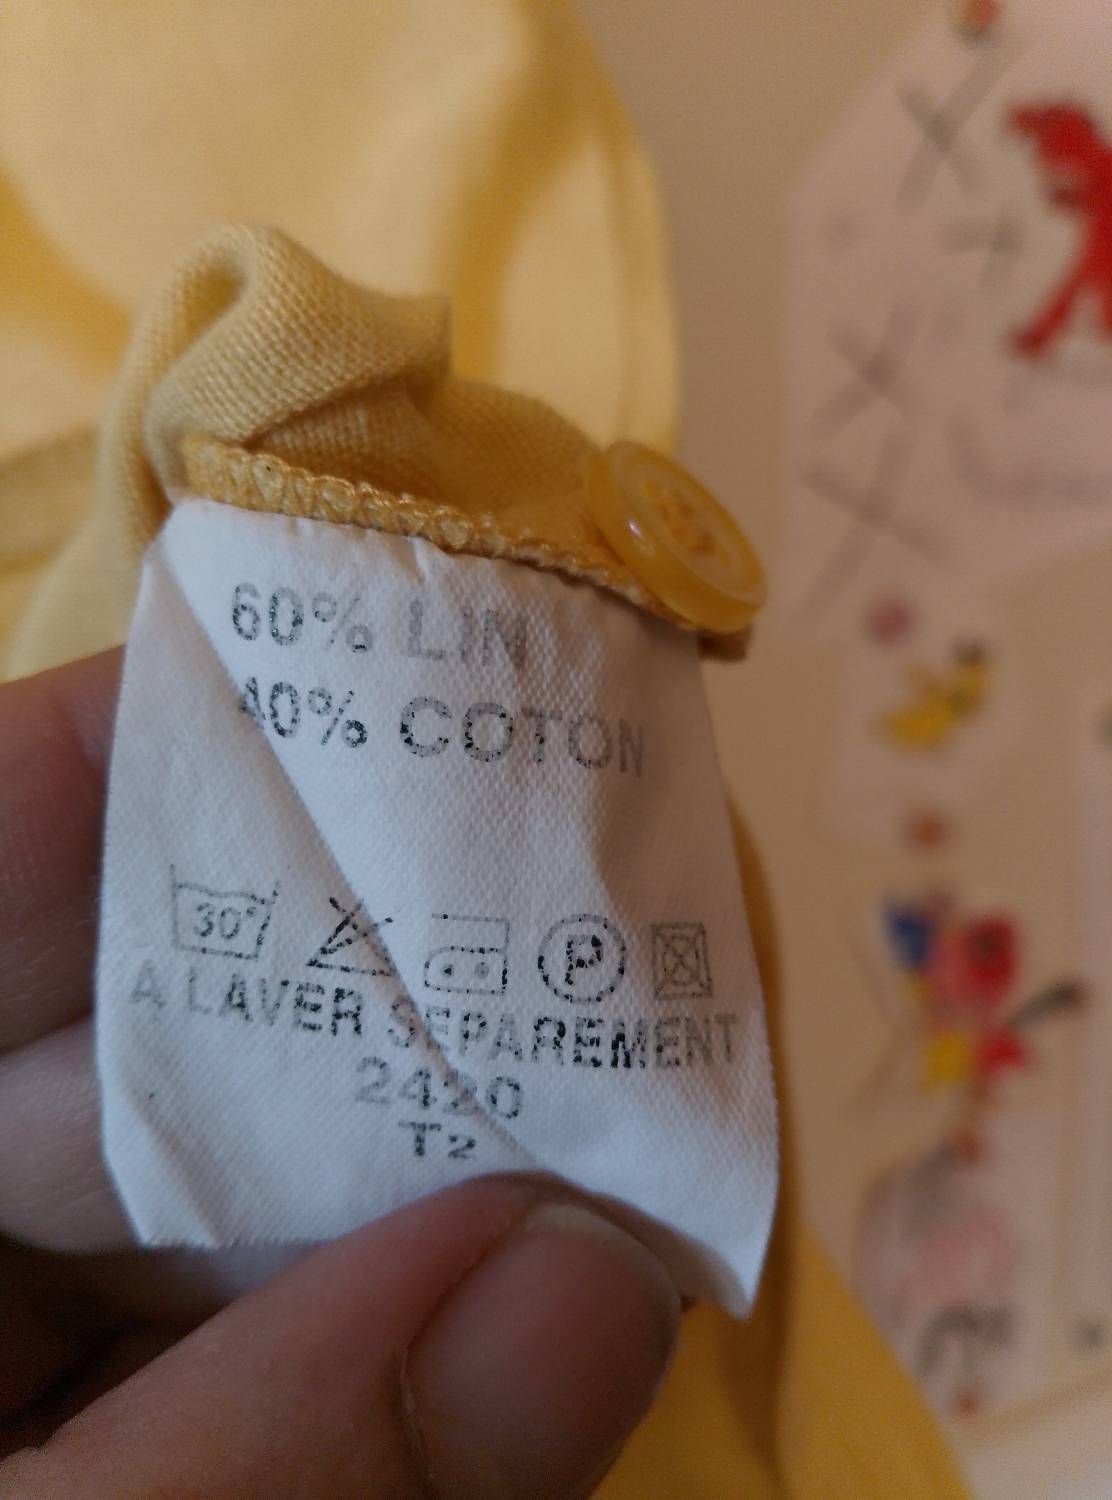 60% LIN
40% COTON
30°
P
A LAVER SEPAREMENT
2420
T2